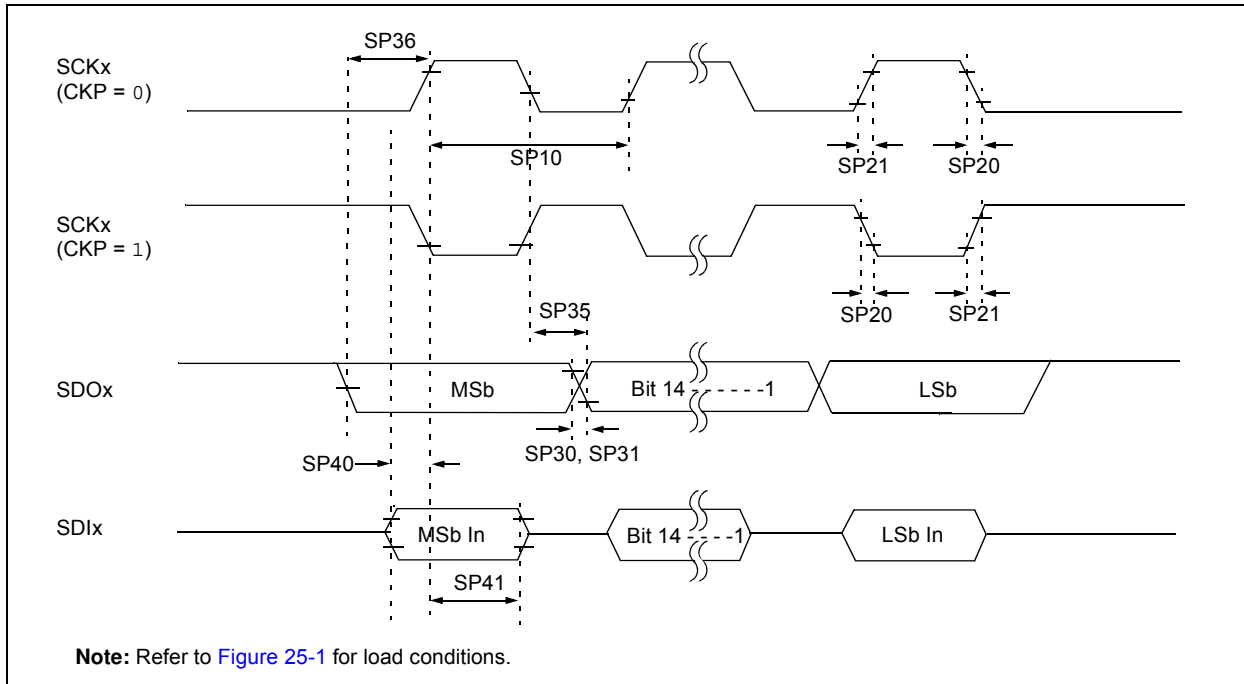 SP36
SCKx
(CKP = 0)
SP10
SP21
SP20
SCKx
(CKP = 1)
SP35
SP20
SP21
SDOx
MSb
Bit 14 - - - - - -1
LSb
SP30, SP31
SP40
SDIx
MSb In
Bit 14 - - - - -1
LSb In
SP41
Note: Refer to Figure 25-1 for load conditions.